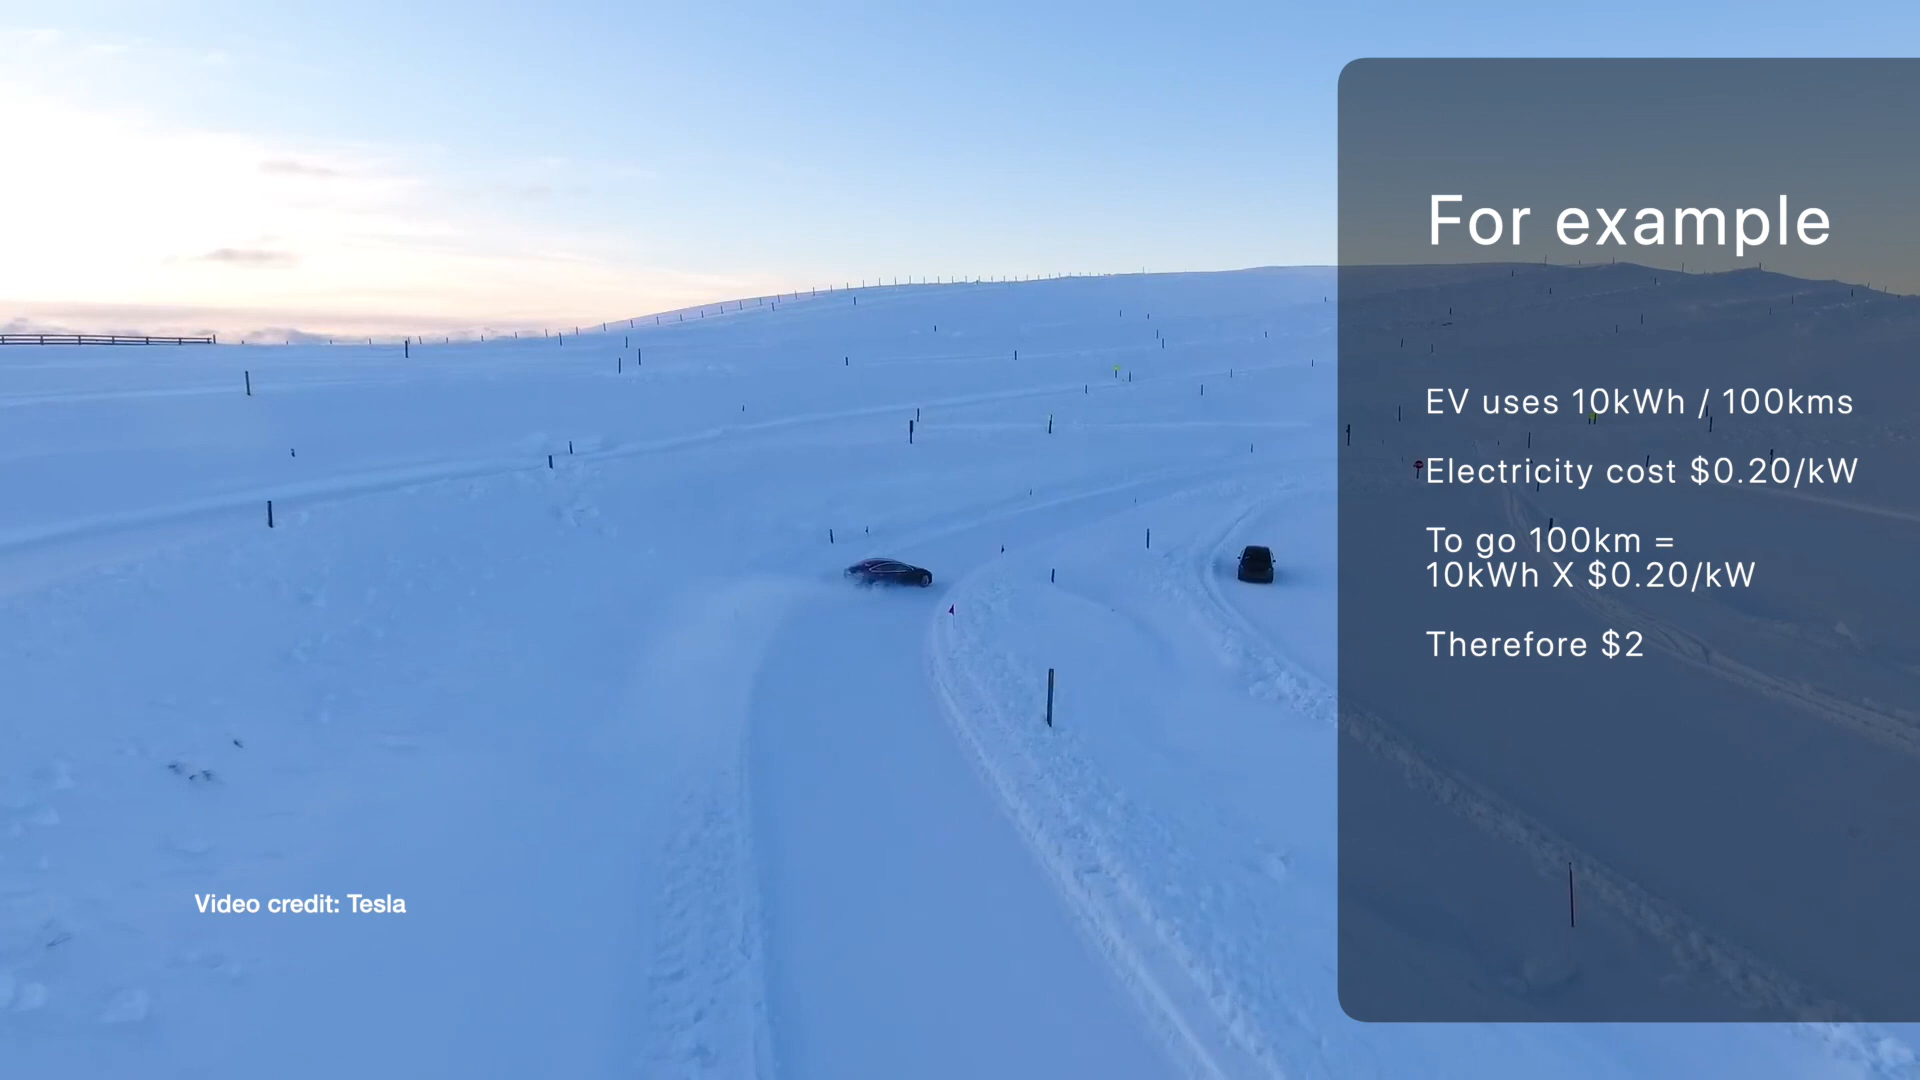 For example
EV uses 10kWh / 100kms
Electricity cost $0.20/kW
To go 100km =
10kWh X $0.20/kW
Therefore $2
Video credit: Tesla